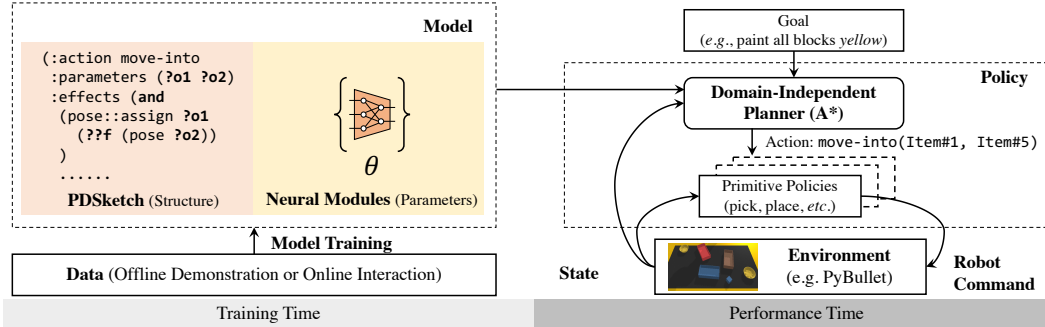 Model
(:action move-into
:parameters (?o1 ?o2)
:effects (and
(pose::assign ?o1
(??f (pose ?o2))
)
......
PDSketch (Structure)
θ
Neural Modules (Parameters)
Model Training
Data (Offline Demonstration or Online Interaction)
Training Time
Goal
(e.g., paint all blocks yellow)
Policy
Domain-Independent
Planner (A*)
Action: move-into(Item#1, Item#5)
Primitive Policies
(pick, place, etc.)
State
Environment
(e.g. PyBullet)
Robot
Command
Performance Time